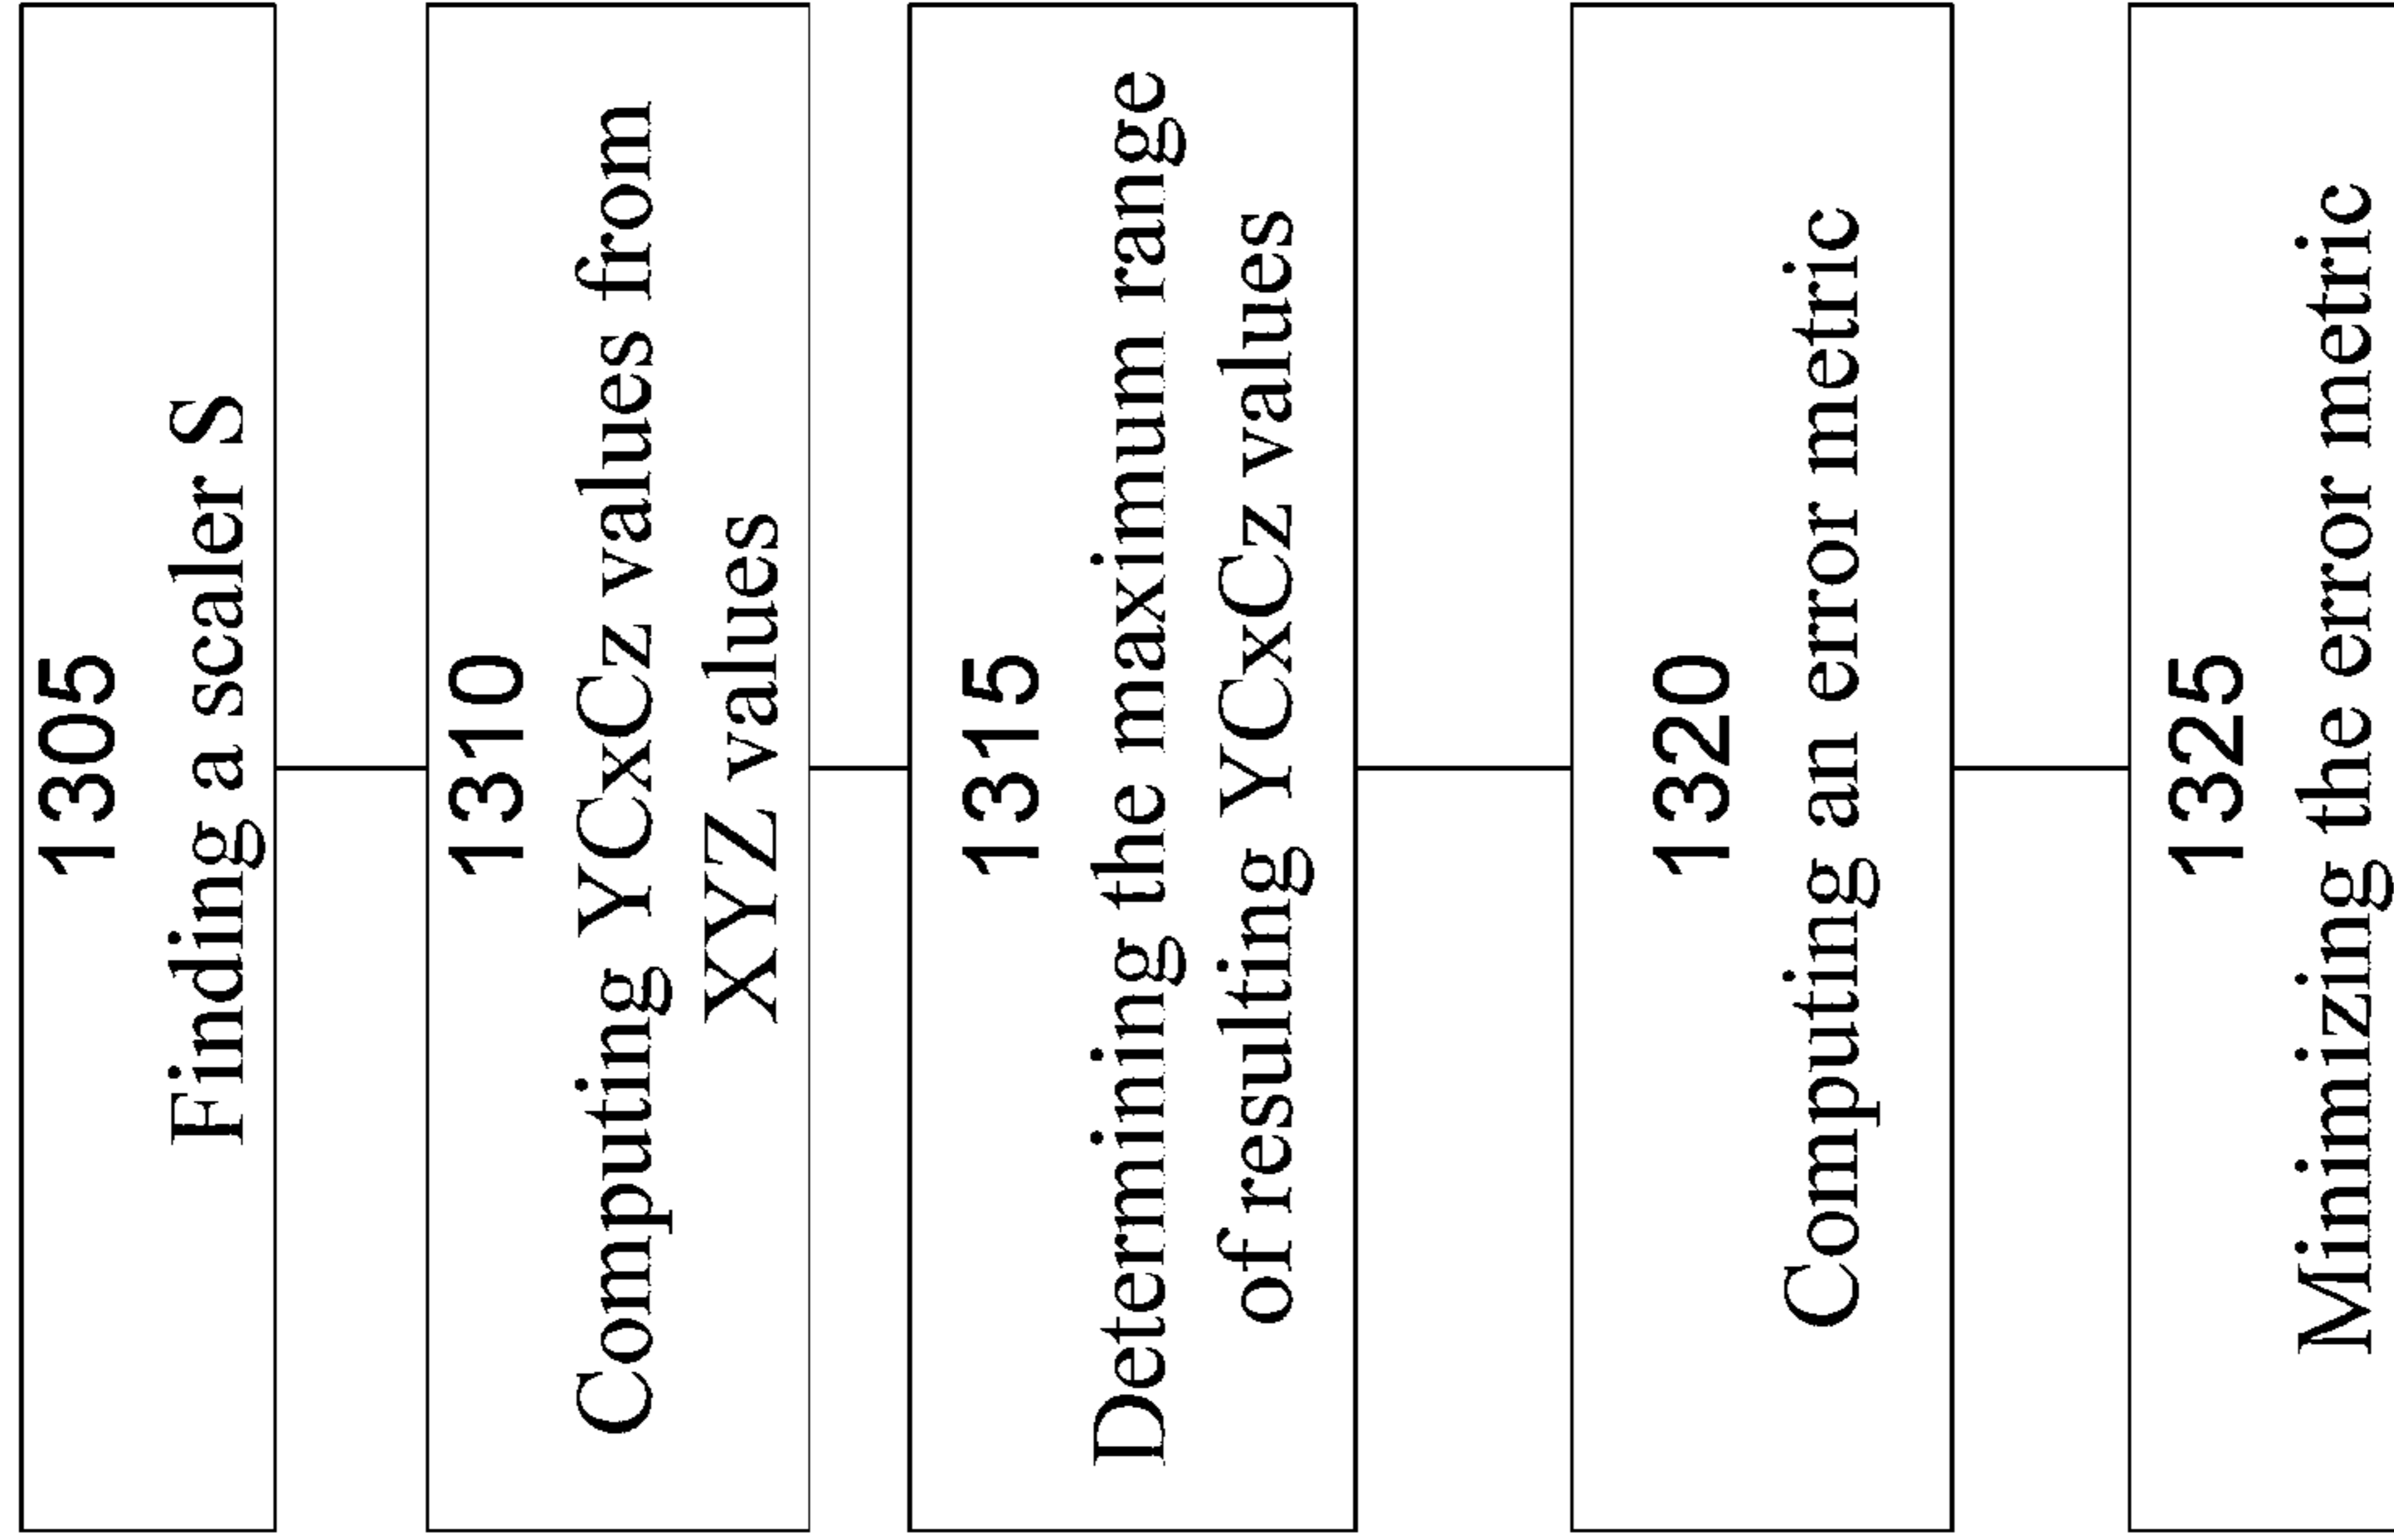 1305
Finding a scaler S
1310
Computing YCxCz values from
XYZ values
1315
Determining the maximum range
of resulting YCxCz values
1320
Computing an error metric
1325
Minimizing the error metric